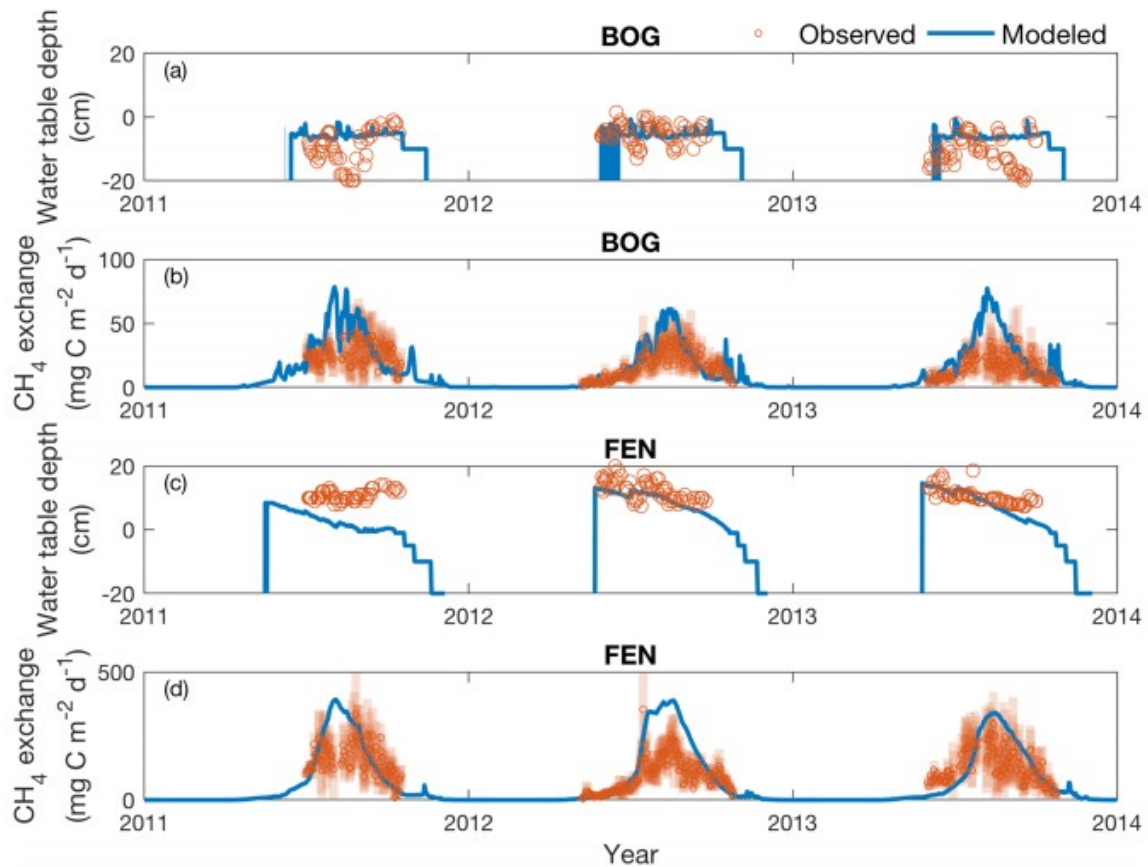 BOG
Observed
Modeled
(a)
Water table depth
(cm)
20
0
-20
2011
2012
2013
2014
BOG
(b)
CH4 exchange
(mg C m-2 d-1)
100
50
0
2011
2012
2013
2014
FEN
(c)
Water table depth
(cm)
20
0
-20
2011
2012
2013
2014
FEN
(d)
CH4 exchange
(mg C m-2 d-1)
500
0
2011
2012
2013
2014
Year